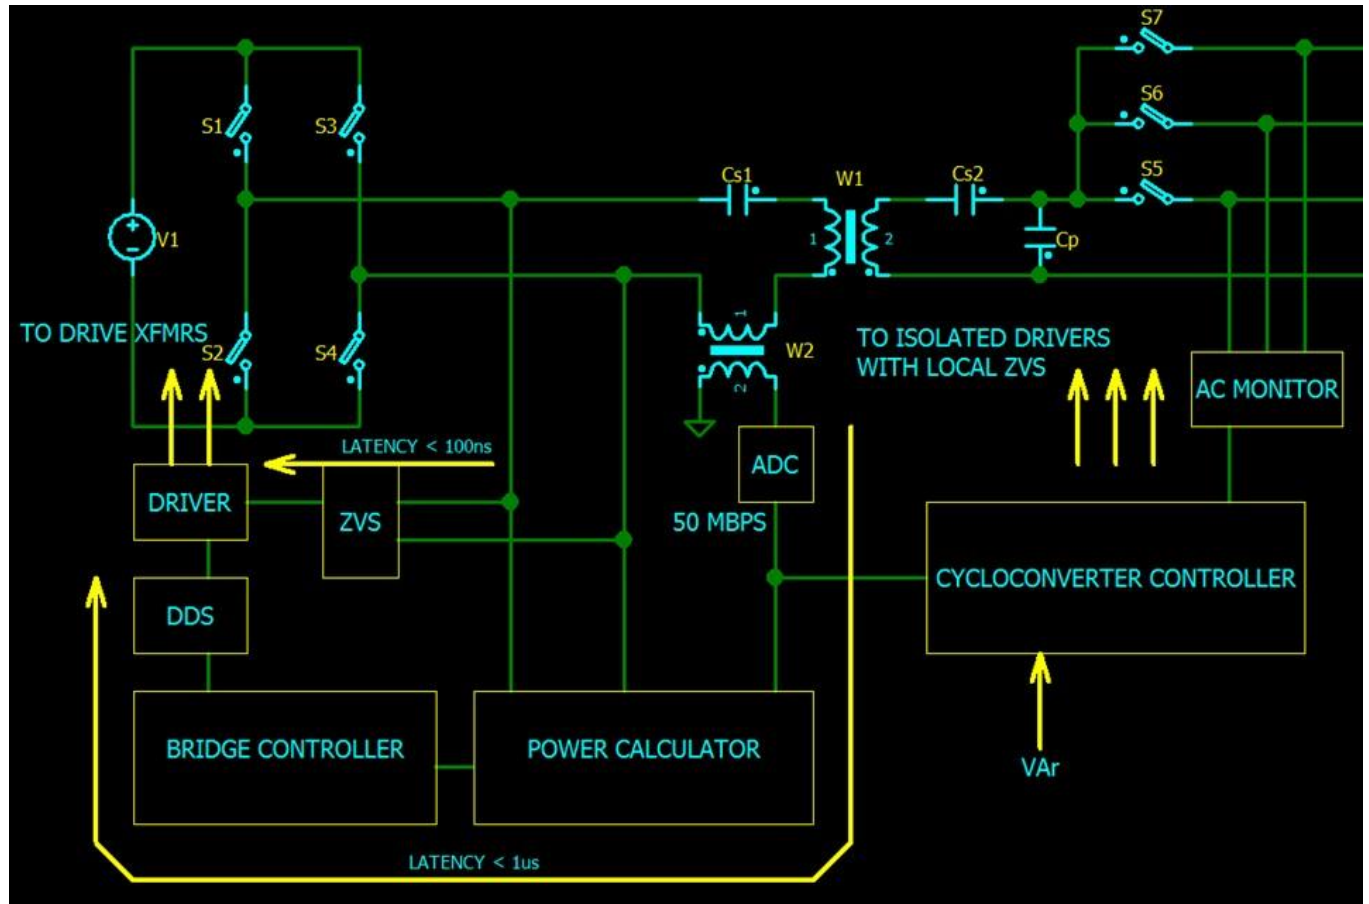 S7
S6
S5
S1
S3
Cs1
W1
Cs2
1
2
Cp
V1
+
−
TO DRIVE XFMRS
S2
S4
1
2
W2
TO ISOLATED DRIVERS
WITH LOCAL ZVS
AC MONITOR
LATENCY < 100ns
DRIVER
ZVS
ADC
50 MBPS
CYCLOCONVERTER CONTROLLER
DDS
BRIDGE CONTROLLER
POWER CALCULATOR
VAr
LATENCY < 1us